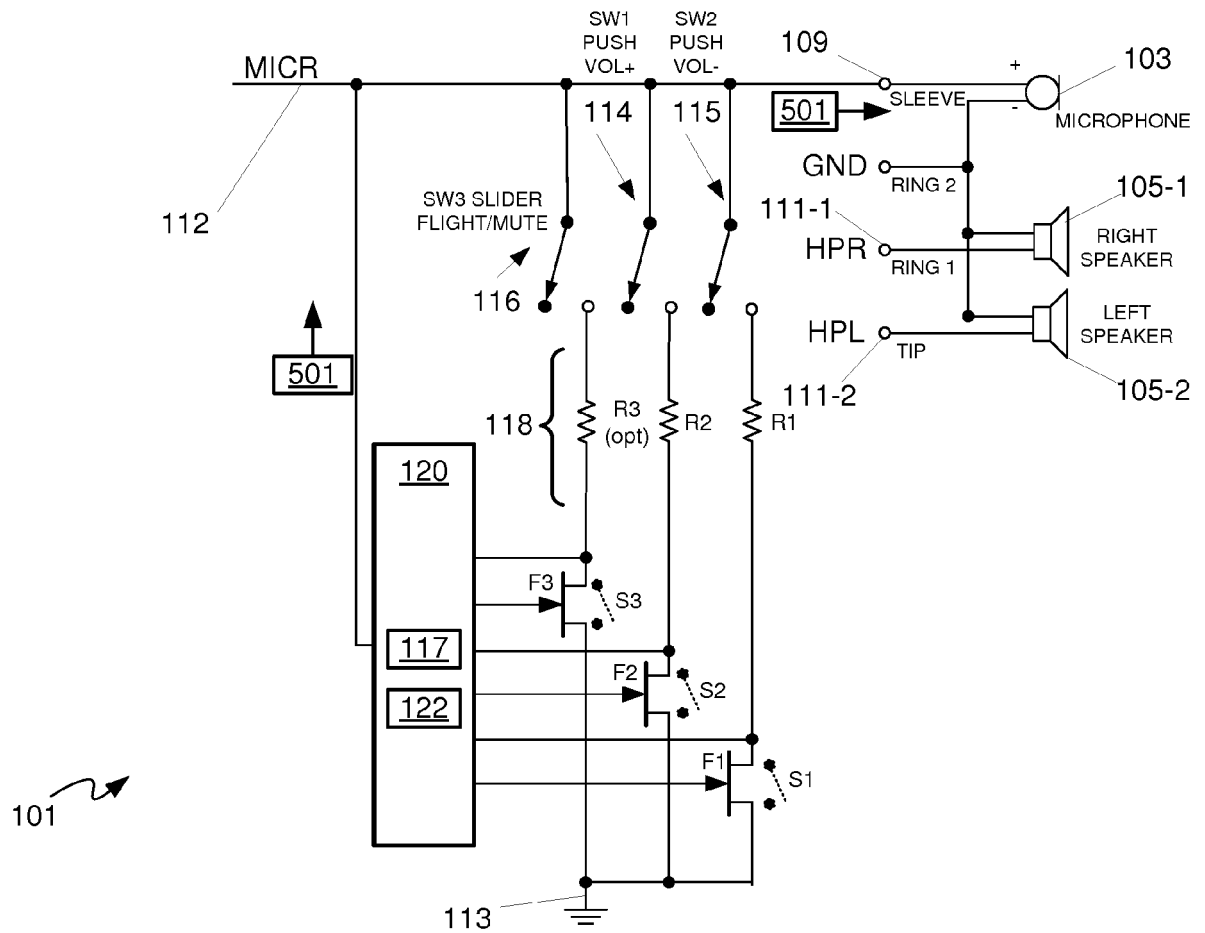 SW1
PUSH
VOL+
SW2
PUSH
VOL-
109
MICR
+
103
501
SLEEVE
-
MICROPHONE
114
115
GND
RING 2
105-1
112
SW3 SLIDER
FLIGHT/MUTE
111-1
HPR
RING 1
RIGHT
SPEAKER
116
HPL
TIP
LEFT
SPEAKER
501
111-2
105-2
118
R3
(opt)
R2
R1
120
F3
S3
117
F2
S2
122
F1
S1
101
113